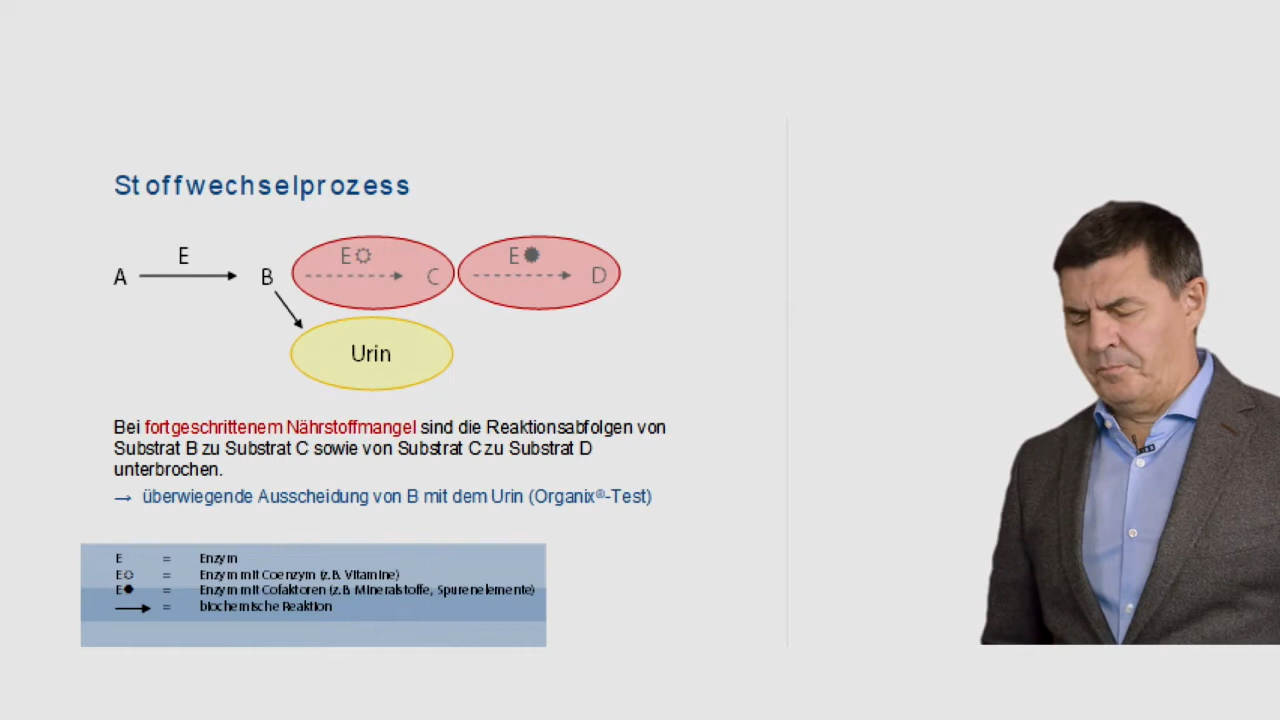 Stoffwechselprozess
E E E
A B C D
Urin
Bei fortgeschrittenem Nährstoffmangel sind die Reaktionsabfolgen von
Substrat B zu Substrat C sowie von Substrat C zu Substrat D
unterbrochen.
→ überwiegende Ausscheidung von B mit dem Urin (Organix®-Test)
E = Enzym
E = Enzym mit Coenzym (z.B. Vitamine)
E = Enzym mit Cofaktoren (z.B. Mineralstoffe, Spurenelemente)
= biochemische Reaktion